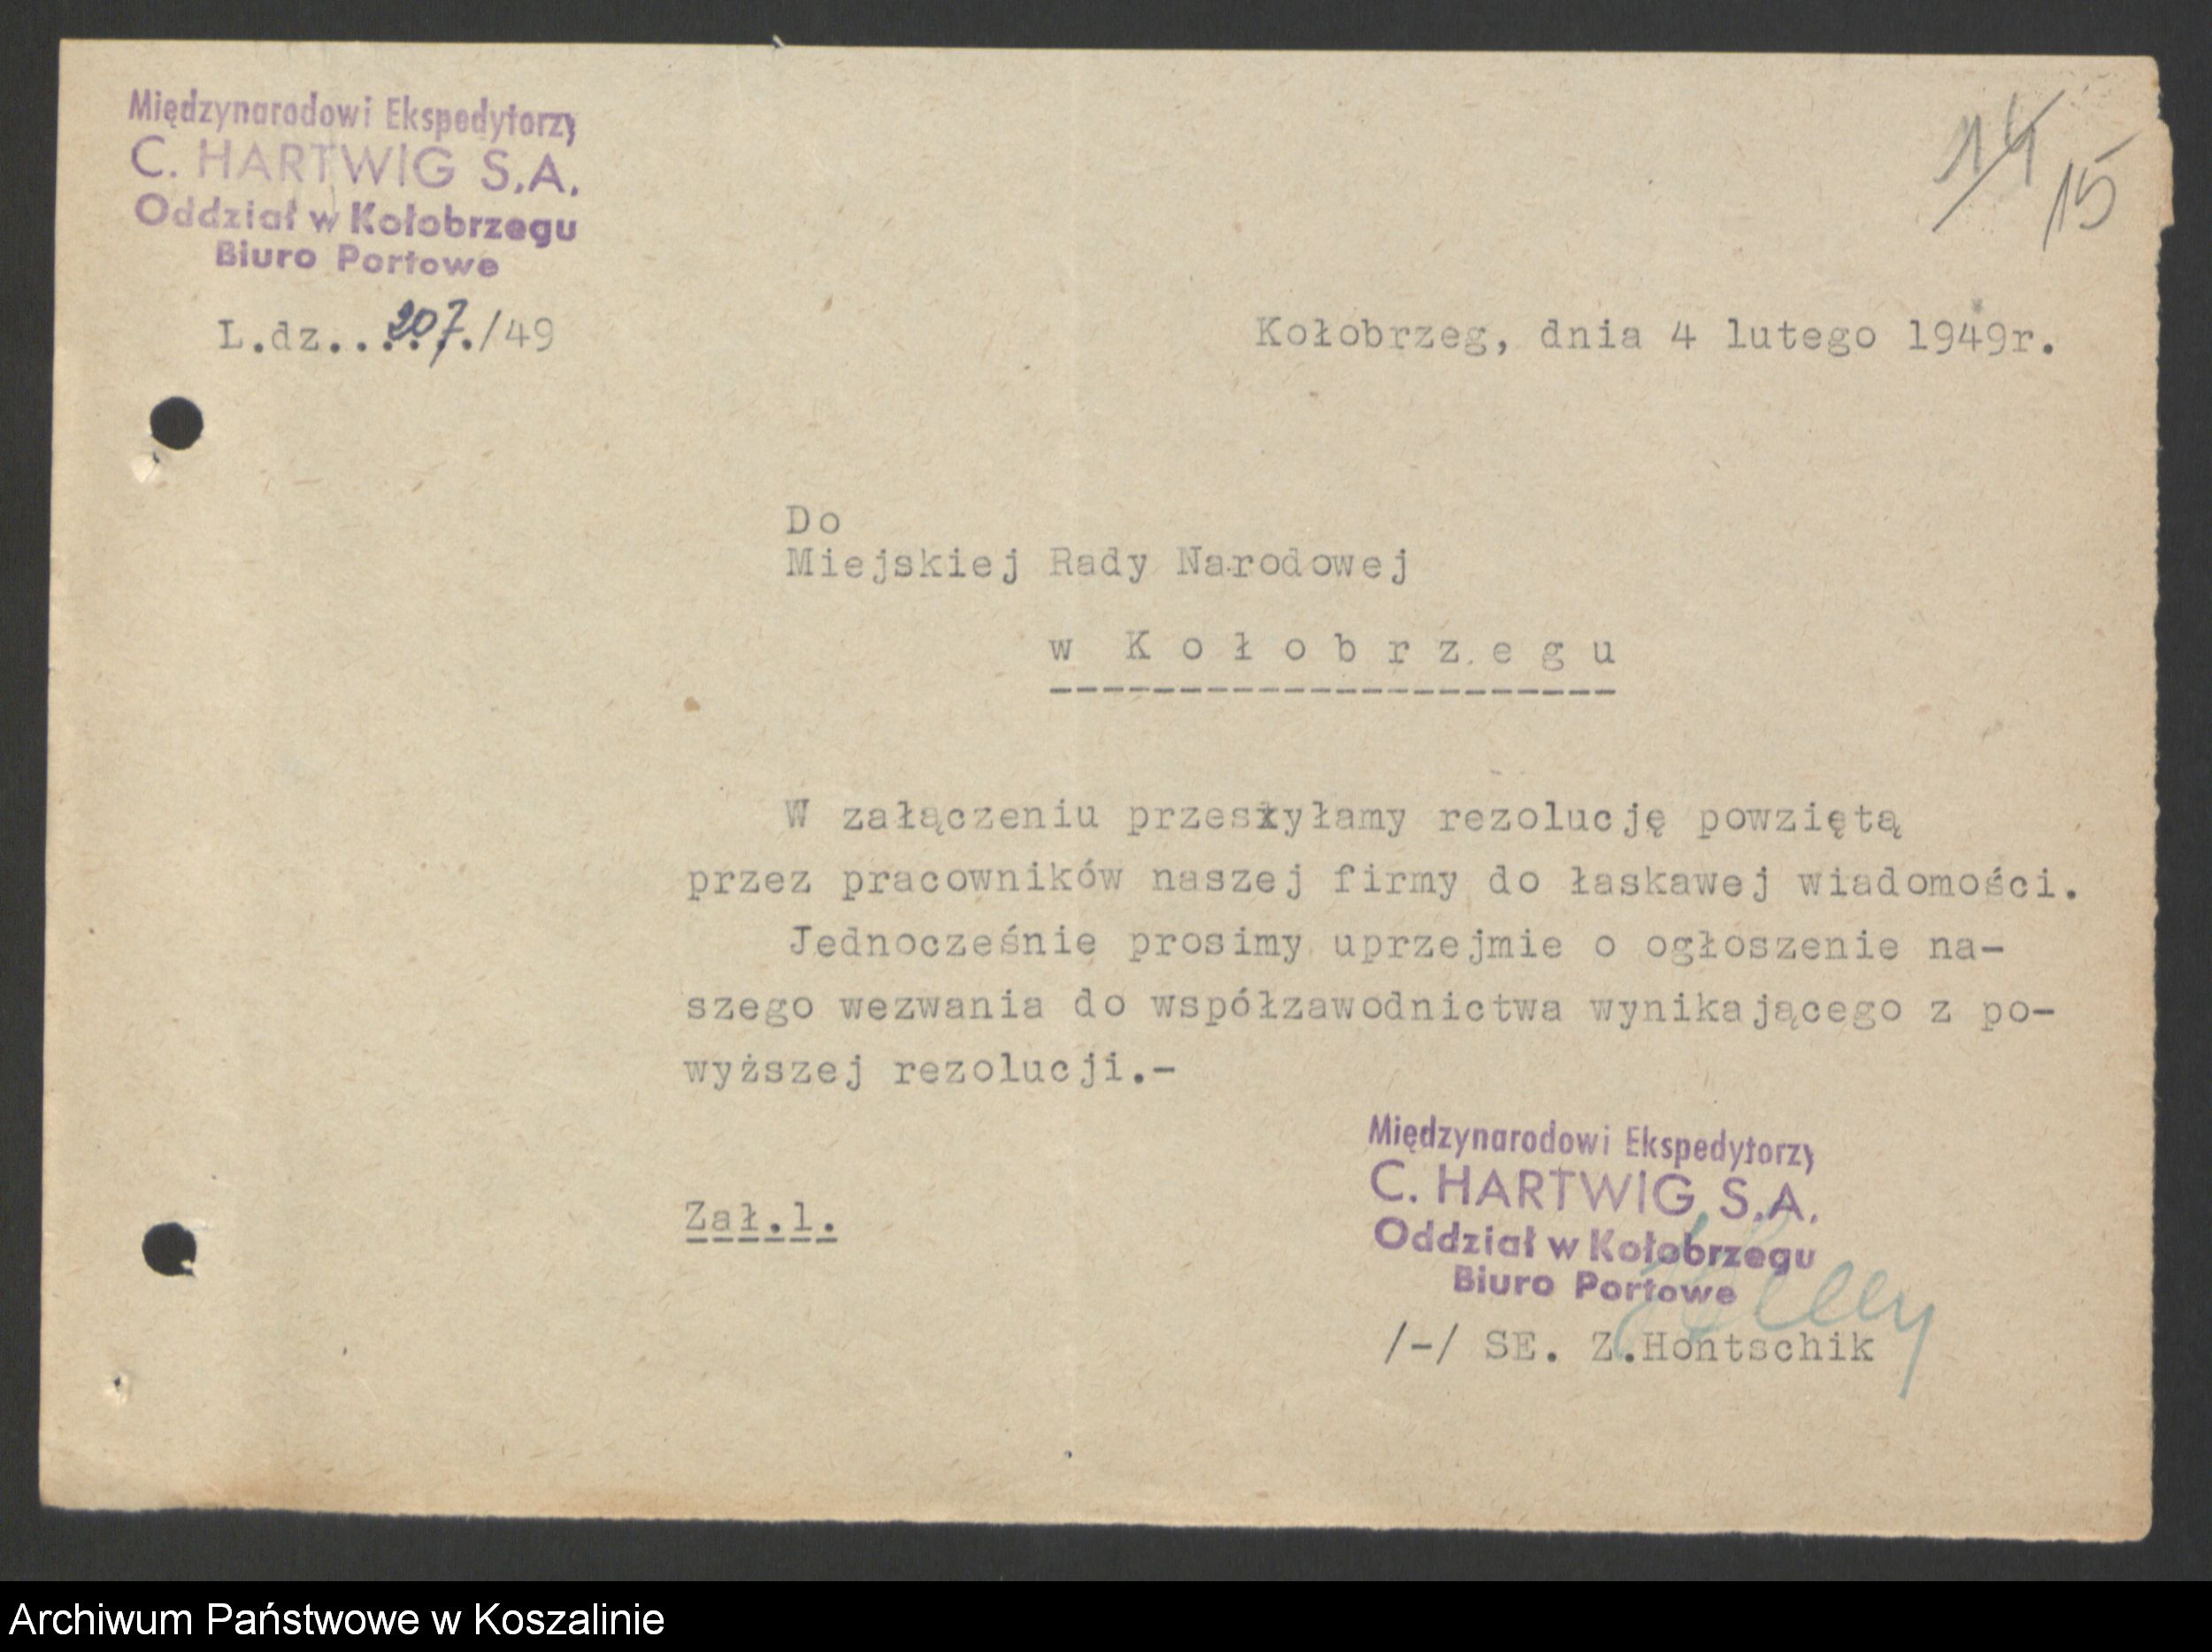 Międzynarodowi Ekspedytorzy
C. HARTWIG S.A.
Oddział w Kołobrzegu
Biuro Portowe
14
15
L.dz..207./49
Kołobrzeg, dnia 4 lutego 1949r.
Do
Miejskiej Rady Narodowej
w K o ł o b r z e g u
W załączeniu przesyłamy rezolucję powziętą
przez pracowników naszej firmy do łaskawej wiadomości.
Jednocześnie prosimy uprzejmie o ogłoszenie na-
szego wezwania do współzawodnictwa wynikającego z po-
wyższej rezolucji.-
Międzynarodowi Ekspedytorzy
C. HARTWIG S.A.
Oddział w Kołobrzegu
Biuro Portowe
Zał.1.
/-/ SE. Z.Hontschik
Archiwum Państwowe w Koszalinie